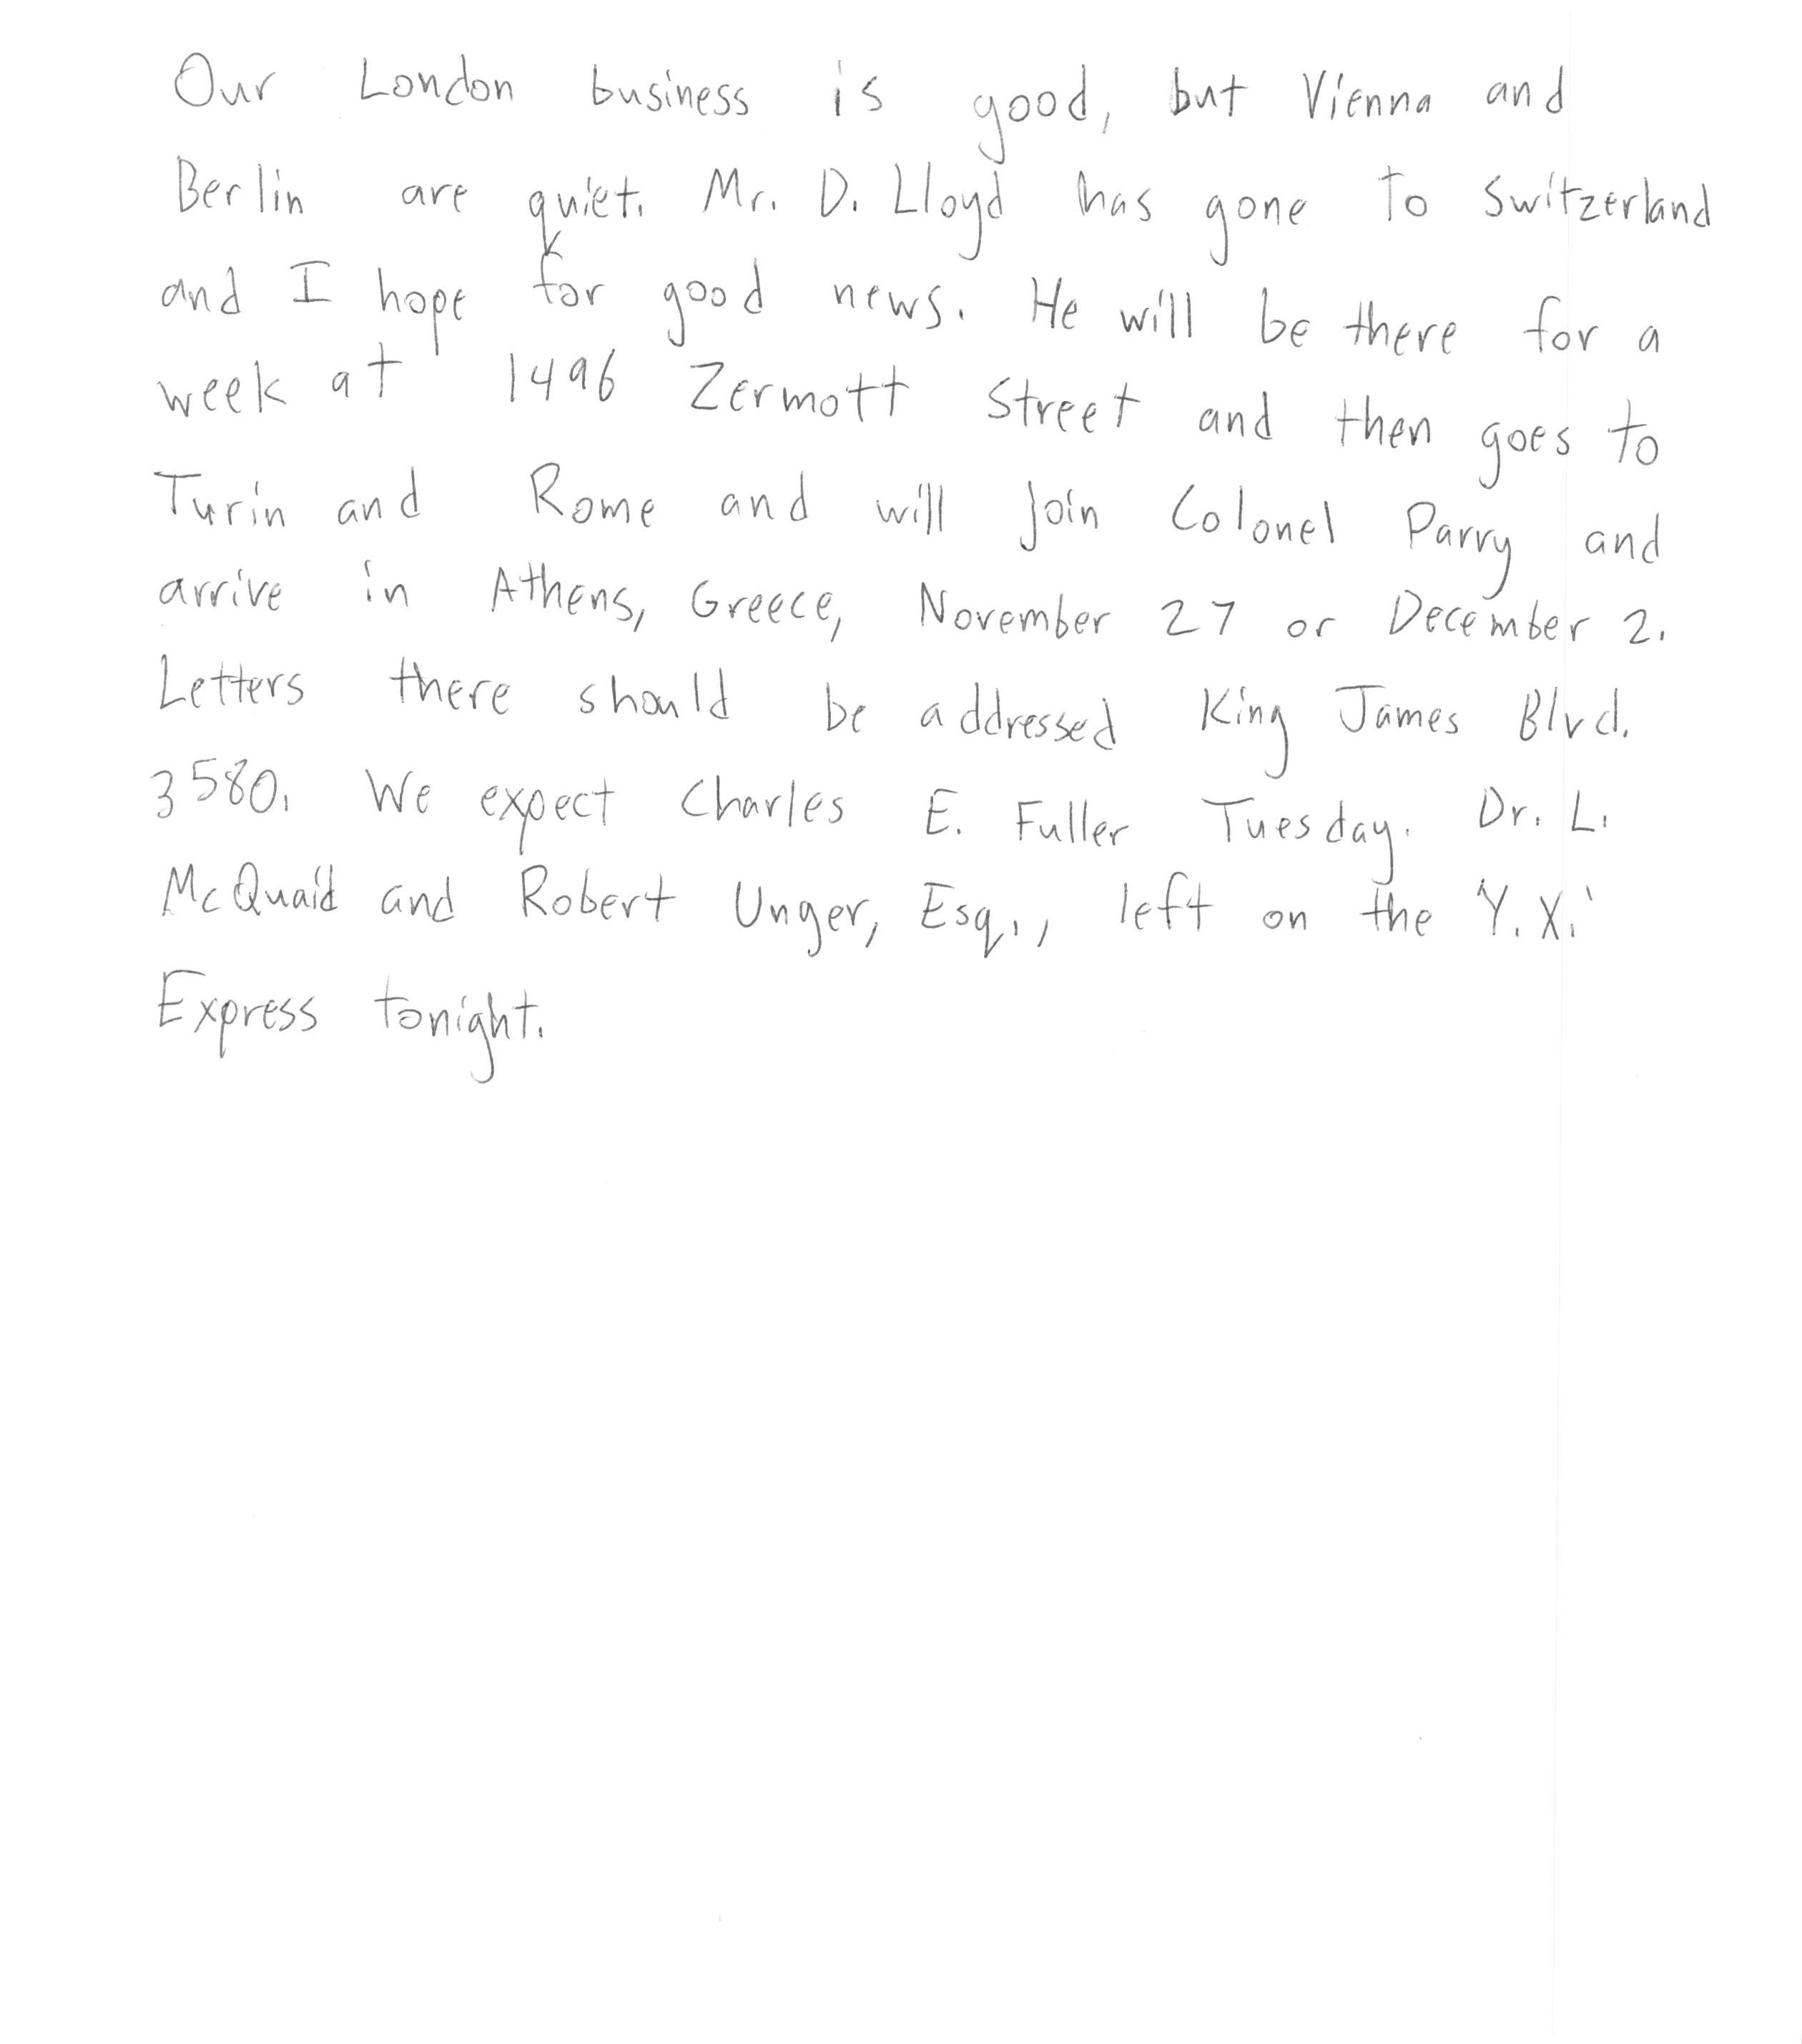 Our London business is good, but Vienna and
Berlin are quiet. Mr. D. Lloyd has gone to Switzerland
and I hope for good news. He will be there for a
week at 1496 Zermott Street and then goes to
Turin and Rome and will join Colonel Parry and
arrive in Athens, Greece, November 27 or December 2.
Letters there should be addressed King James Blvd.
3580. We expect Charles E. Fuller Tuesday. Dr. L.
McQuaid and Robert Unger, Esq., left on the 'Y.X.'
Express tonight.